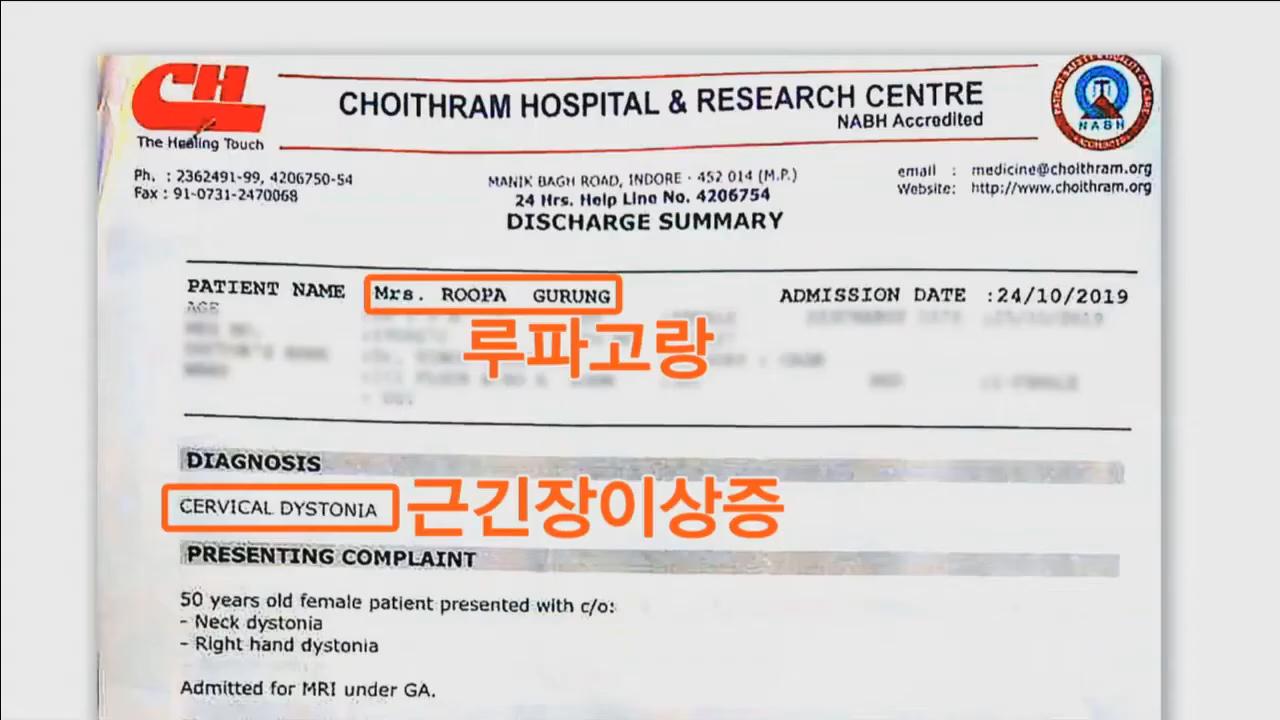 CH
The Healing Touch
CHOITHRAM HOSPITAL & RESEARCH CENTRE
NABH Accredited
NABH
Ph. : 2362491-99, 4206750-54
Fax : 91-0731-2470068
MANIK BAGH ROAD, INDORE - 452 014 (M.P.)
24 Hrs. Help Line No. 4206754
email : medicine@choithram.org
Website: http://www.choithram.org
DISCHARGE SUMMARY
PATIENT NAME Mrs. ROOPA GURUNG ADMISSION DATE :24/10/2019
AGE
루파고랑
DIAGNOSIS
CERVICAL DYSTONIA 근긴장이상증
PRESENTING COMPLAINT
50 years old female patient presented with c/o:
- Neck dystonia
- Right hand dystonia
Admitted for MRI under GA.